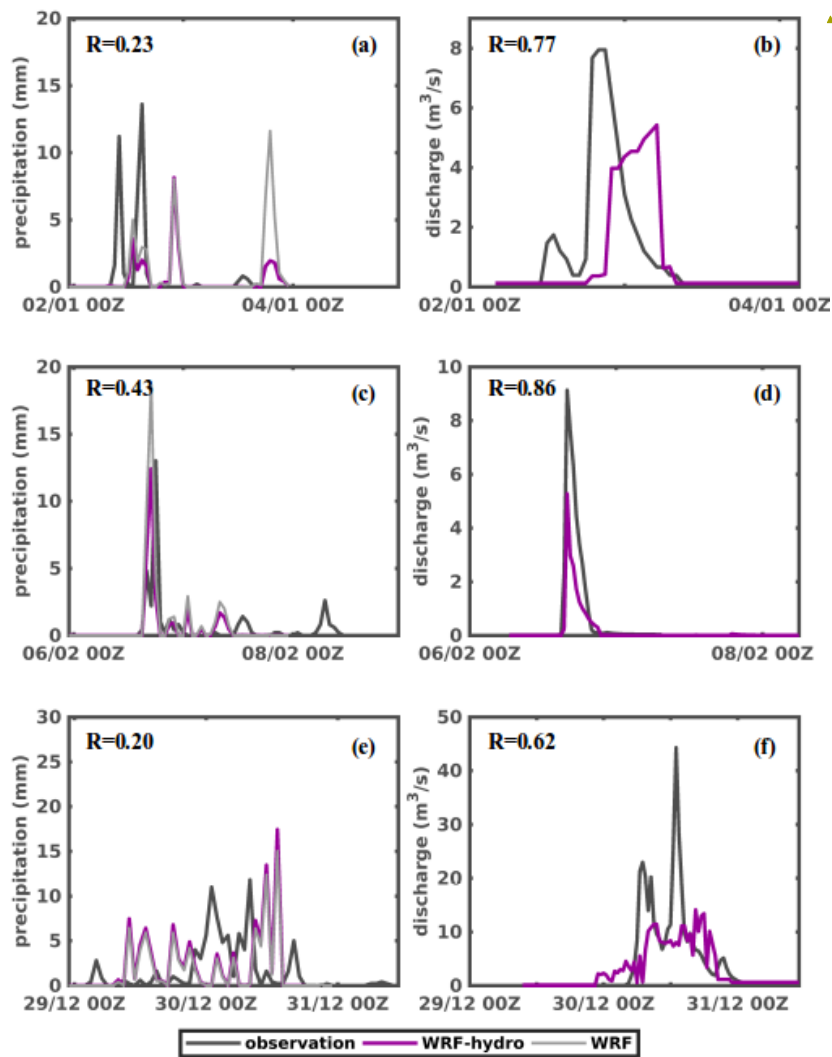 R=0.23 (a)
precipitation (mm)
20
15
10
5
0
02/01 00Z 04/01 00Z
R=0.77 (b)
discharge (m³/s)
8
6
4
2
0
02/01 00Z 04/01 00Z
R=0.43 (c)
precipitation (mm)
20
15
10
5
0
06/02 00Z 08/02 00Z
R=0.86 (d)
discharge (m³/s)
10
8
6
4
2
0
06/02 00Z 08/02 00Z
R=0.20 (e)
precipitation (mm)
30
25
20
15
10
5
0
29/12 00Z 30/12 00Z 31/12 00Z
R=0.62 (f)
discharge (m³/s)
50
40
30
20
10
0
29/12 00Z 30/12 00Z 31/12 00Z
observation WRF-hydro WRF